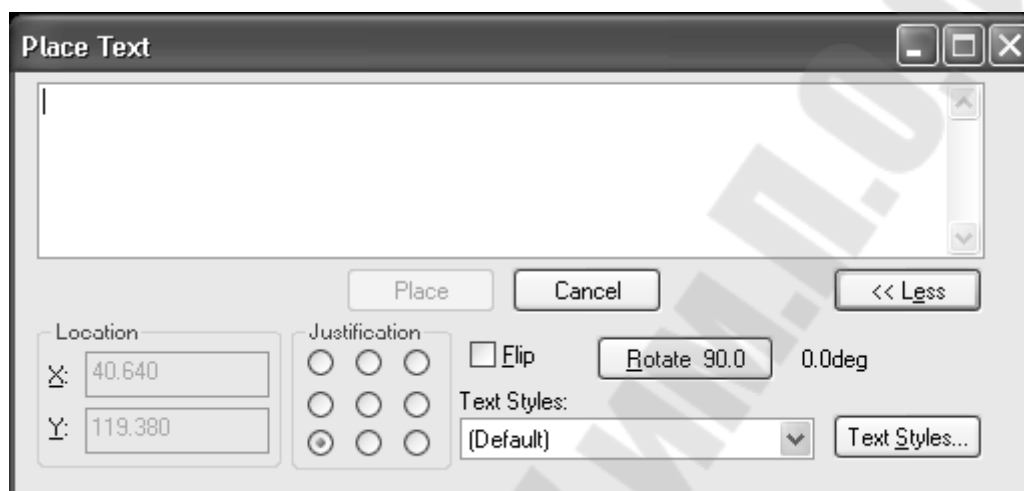 Place Text
Place Cancel << Less
Location
Justification
X: 40.640
Y: 119.380
Flip Rotate 90.0 0.0deg
Text Styles:
(Default) Text Styles...